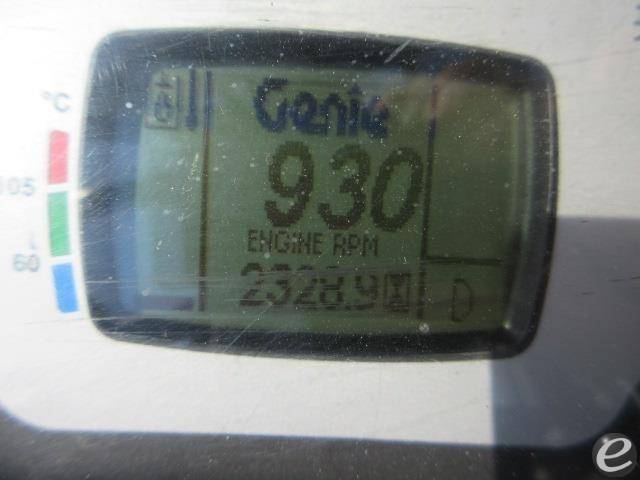 °C
105
60
Genie
930
ENGINE RPM
2328.9
D
e